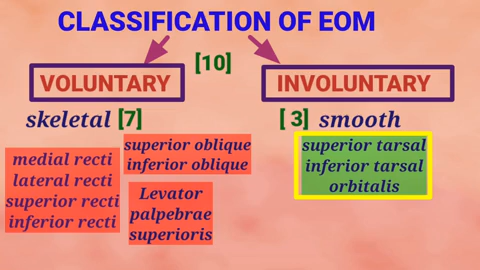 CLASSIFICATION OF EOM
[10]
VOLUNTARY
INVOLUNTARY
skeletal [7]
[ 3] smooth
medial recti
lateral recti
superior recti
inferior recti
superior oblique
inferior oblique
Levator
palpebrae
superioris
superior tarsal
inferior tarsal
orbitalis